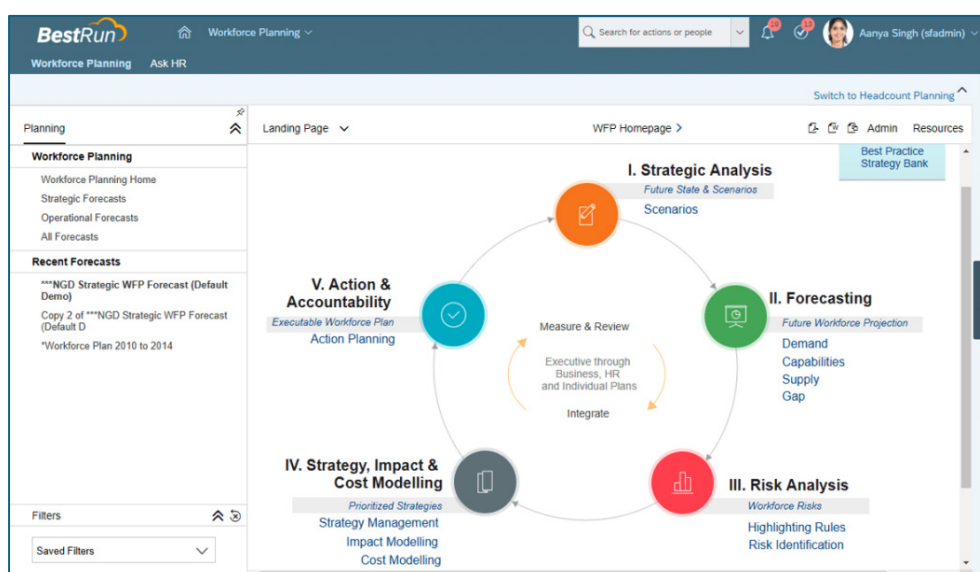 BestRun
Workforce Planning
Search for actions or people
19
13
Aanya Singh (sfadmin)
Workforce Planning
Ask HR
Switch to Headcount Planning
Planning
Workforce Planning
Workforce Planning Home
Strategic Forecasts
Operational Forecasts
All Forecasts
Recent Forecasts
***NGD Strategic WFP Forecast (Default
Demo)
Copy 2 of ***NGD Strategic WFP Forecast
(Default D
*Workforce Plan 2010 to 2014
Filters
Saved Filters
Landing Page
WFP Homepage
Admin
Resources
Best Practice
Strategy Bank
I. Strategic Analysis
Future State & Scenarios
Scenarios
II. Forecasting
Future Workforce Projection
Demand
Capabilities
Supply
Gap
III. Risk Analysis
Workforce Risks
Highlighting Rules
Risk Identification
IV. Strategy, Impact &
Cost Modelling
Prioritized Strategies
Strategy Management
Impact Modelling
Cost Modelling
V. Action &
Accountability
Executable Workforce Plan
Action Planning
Measure & Review
Executive through
Business, HR
and Individual Plans
Integrate